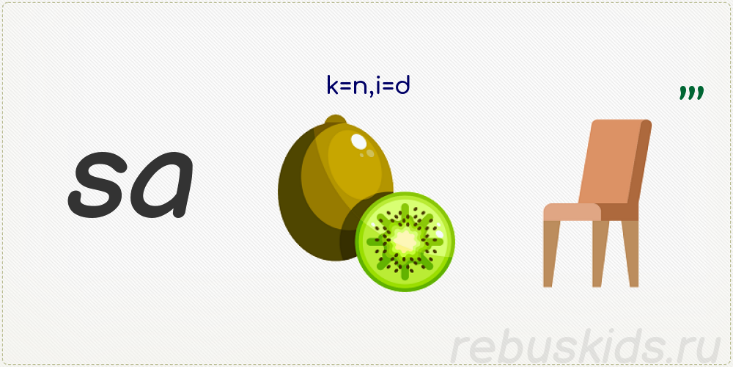 k=n,i=d
,,,
sa
rebuskids.ru